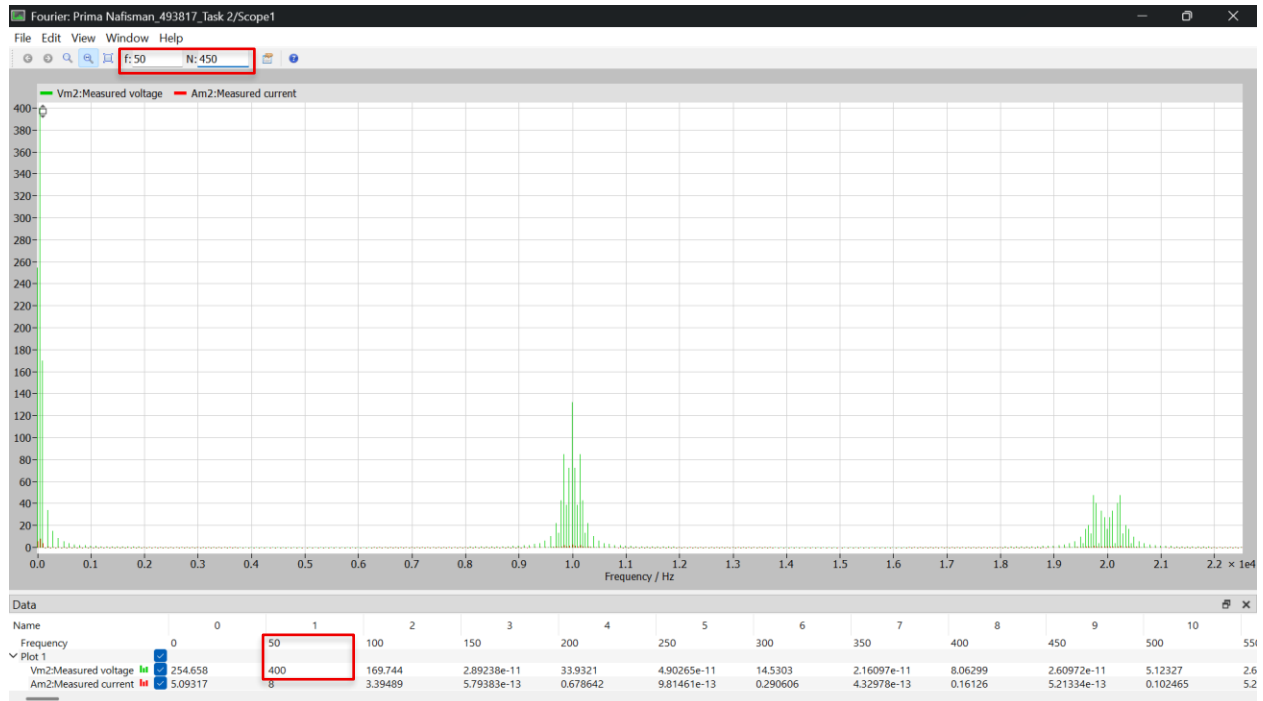 Fourier: Prima Nafisman_493817_Task 2/Scope1
File Edit View Window Help
f: 50 N: 450
Vm2:Measured voltage Am2:Measured current
400
380
360
340
320
300
280
260
240
220
200
180
160
140
120
100
80
60
40
20
0
0.0 0.1 0.2 0.3 0.4 0.5 0.6 0.7 0.8 0.9 1.0 1.1 1.2 1.3 1.4 1.5 1.6 1.7 1.8 1.9 2.0 2.1 2.2 × 1e4
Frequency / Hz
Data
Name 0 1 2 3 4 5 6 7 8 9 10
Frequency 0 50 100 150 200 250 300 350 400 450 500 550
Plot 1
Vm2:Measured voltage 254.658 400 169.744 2.89238e-11 33.9321 4.90265e-11 14.5303 2.16097e-11 8.06299 2.60972e-11 5.12327 2.6
Am2:Measured current 5.09317 8 3.39489 5.79383e-13 0.678642 9.81461e-13 0.290606 4.32978e-13 0.16126 5.21334e-13 0.102465 5.2